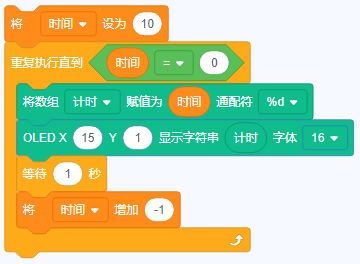 将 时间 设为 10
重复执行直到 时间 = 0
将数组 计时 赋值为 时间 通配符 %d
OLED X 15 Y 1 显示字符串 计时 字体 16
等待 1 秒
将 时间 增加 -1